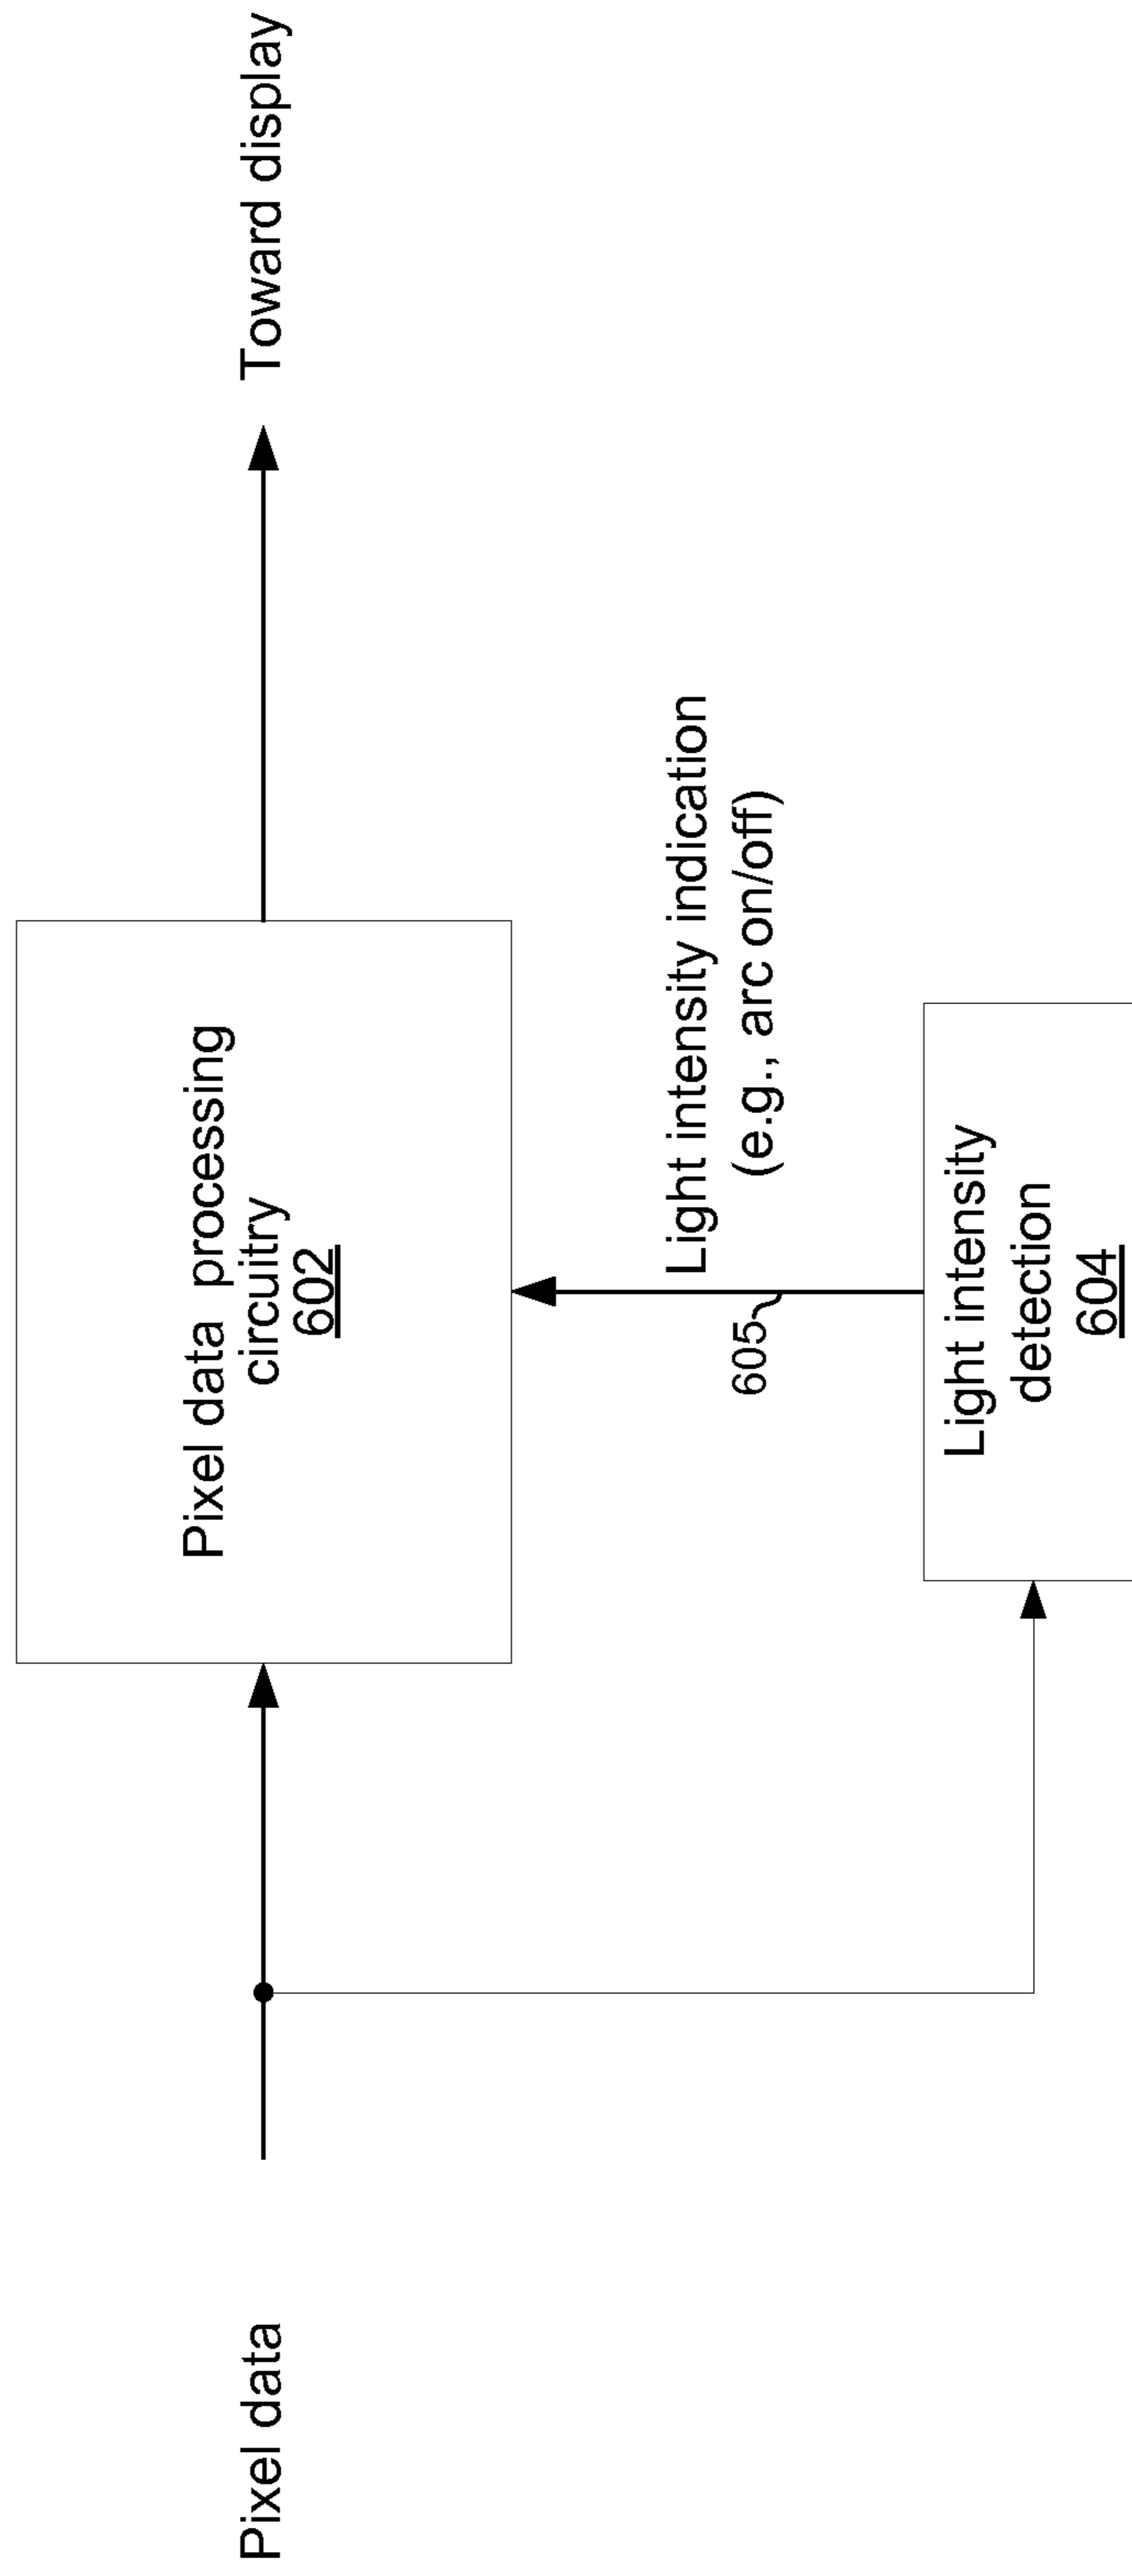 Pixel data
Pixel data processing
circuitry
602
Toward display
Light intensity indication
(e.g., arc on/off)
605
Light intensity
detection
604